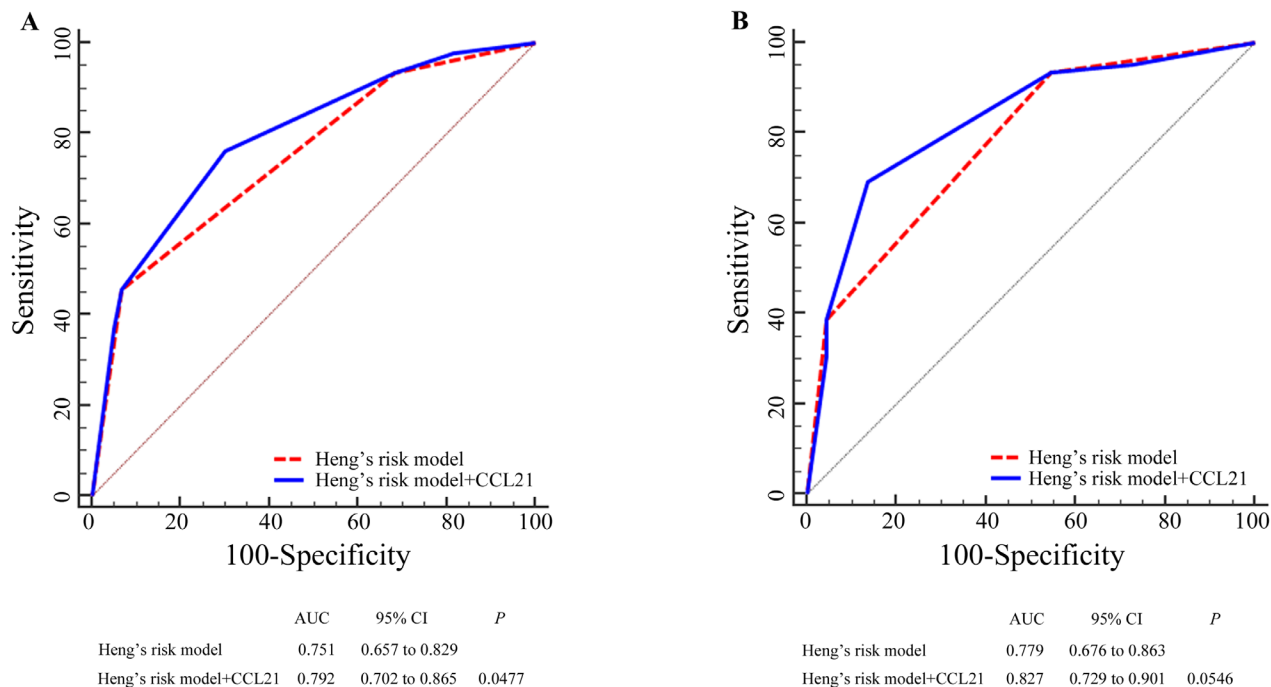 A
100
80
60
40
20
0
Sensitivity
Heng's risk model
Heng's risk model+CCL21
0 20 40 60 80 100
100-Specificity
AUC 95% CI P
Heng's risk model 0.751 0.657 to 0.829
Heng's risk model+CCL21 0.792 0.702 to 0.865 0.0477
B
100
80
60
40
20
0
Sensitivity
Heng's risk model
Heng's risk model+CCL21
0 20 40 60 80 100
100-Specificity
AUC 95% CI P
Heng's risk model 0.779 0.676 to 0.863
Heng's risk model+CCL21 0.827 0.729 to 0.901 0.0546